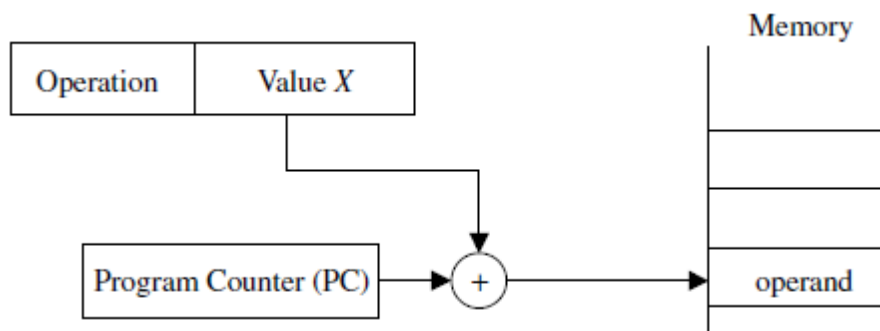 Memory
Operation Value X
Program Counter (PC) + operand